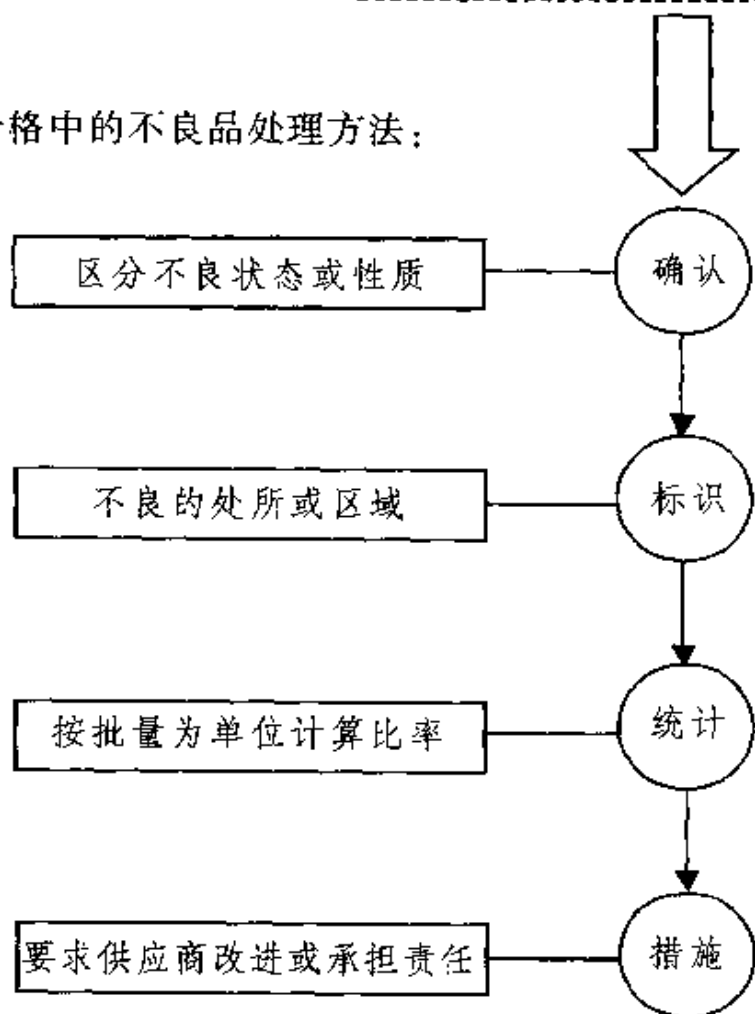 格中的不良品处理方法：
区分不良状态或性质
确认
不良的处所或区域
标识
按批量为单位计算比率
统计
要求供应商改进或承担责任
措施